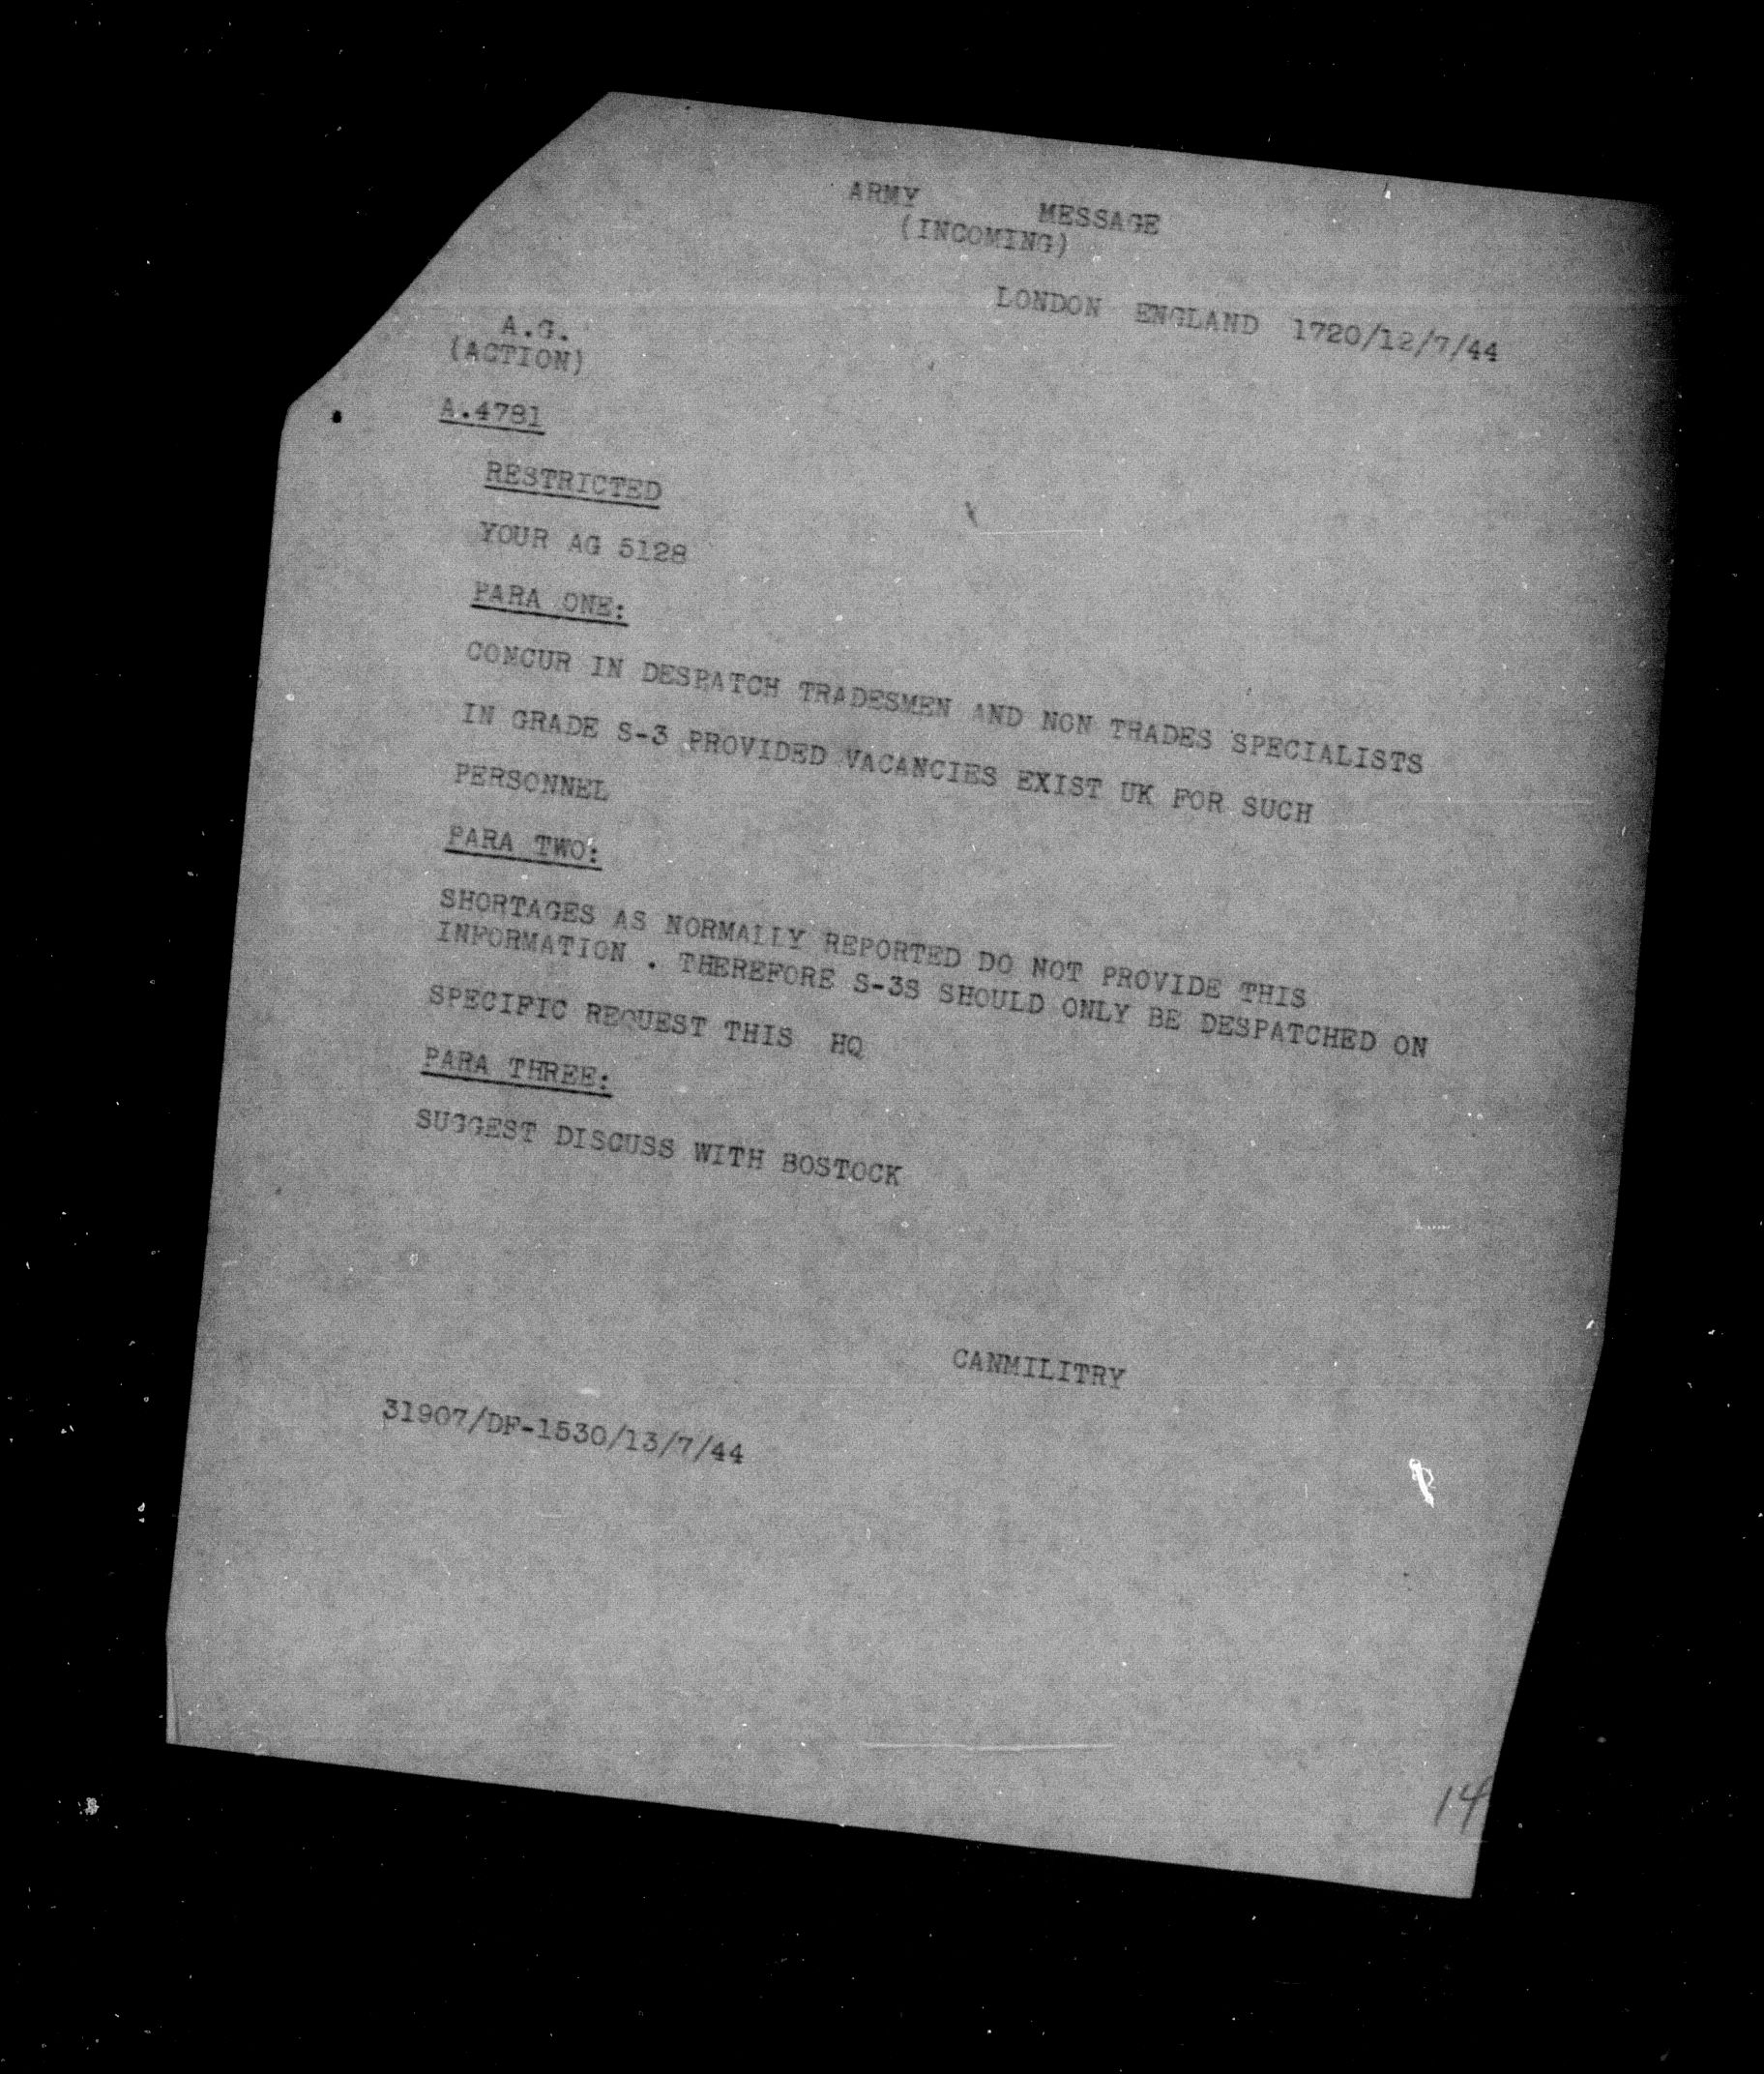 ARMY MESSAGE
(INCOMING)
LONDON ENGLAND 1720/12/7/44
A.G.
(ACTION)
A.4781
RESTRICTED
YOUR AG 5128
PARA ONE:
CONCUR IN DESPATCH TRADESMEN AND NON TRADES SPECIALISTS
IN GRADE S-3 PROVIDED VACANCIES EXIST UK FOR SUCH
PERSONNEL
PARA TWO:
SHORTAGES AS NORMALLY REPORTED DO NOT PROVIDE THIS
INFORMATION . THEREFORE S-3S SHOULD ONLY BE DESPATCHED ON
SPECIFIC REQUEST THIS HQ
PARA THREE:
SUGGEST DISCUSS WITH BOSTOCK
CANMILITRY
31907/DF-1530/13/7/44
14